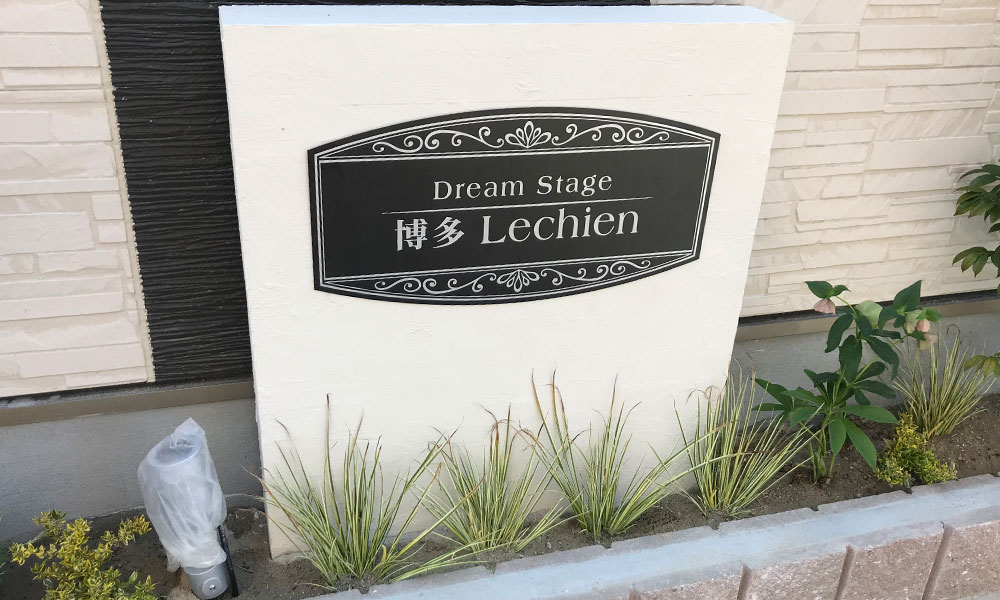 Dream Stage
博多 Lechien